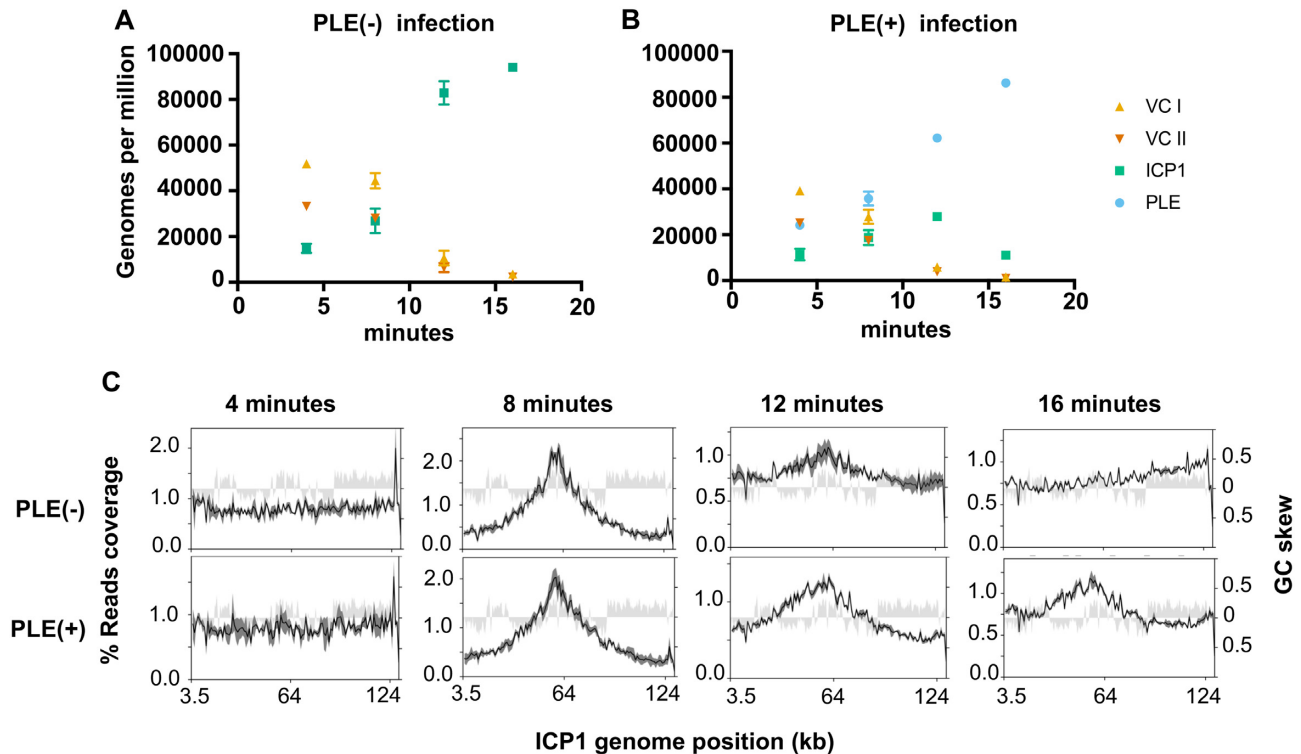 A
PLE(-) infection
Genomes per million
100000
80000
60000
40000
20000
0
0 5 10 15 20
minutes
B
PLE(+) infection
100000
80000
60000
40000
20000
0
0 5 10 15 20
minutes
VC I
VC II
ICP1
PLE
C
4 minutes 8 minutes 12 minutes 16 minutes
PLE(-)
PLE(+)
% Reads coverage
2.0
1.0
0.0
2.0
1.0
0.0
1.0
0.5
0.0
1.0
0.5
0.0
0.5
0
0.5
1.0
0.0
2.0
1.0
0.0
1.0
0.0
1.0
0.5
0.0
0.5
0
0.5
GC skew
3.5 64 124
3.5 64 124
3.5 64 124
3.5 64 124
ICP1 genome position (kb)